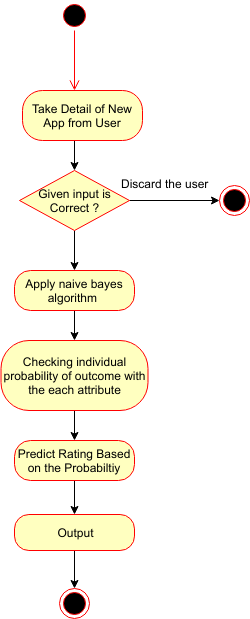 Take Detail of New
App from User
Given input is
Correct ?
Discard the user
Apply naive bayes
algorithm
Checking individual
probability of outcome with
the each attribute
Predict Rating Based
on the Probabiltiy
Output